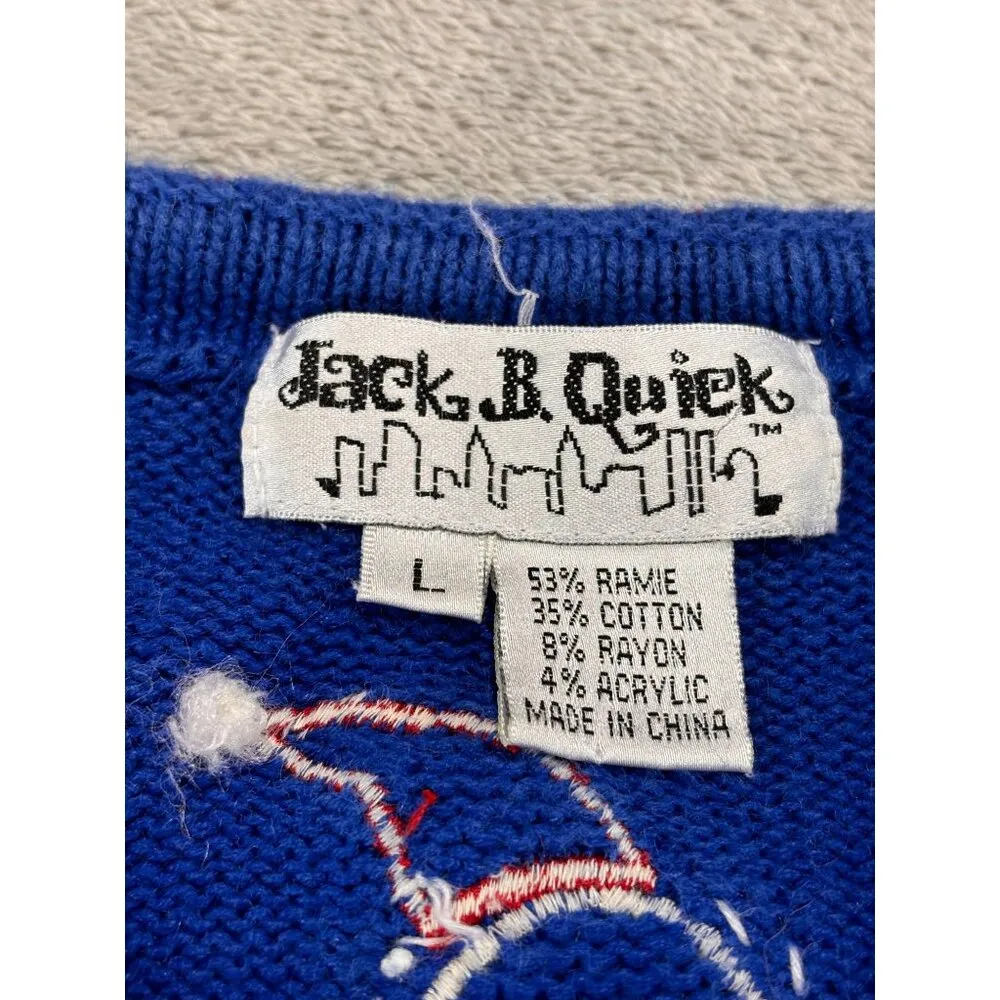 Jack B. Quick ™
L
53% RAMIE
35% COTTON
8% RAYON
4% ACRYLIC
MADE IN CHINA